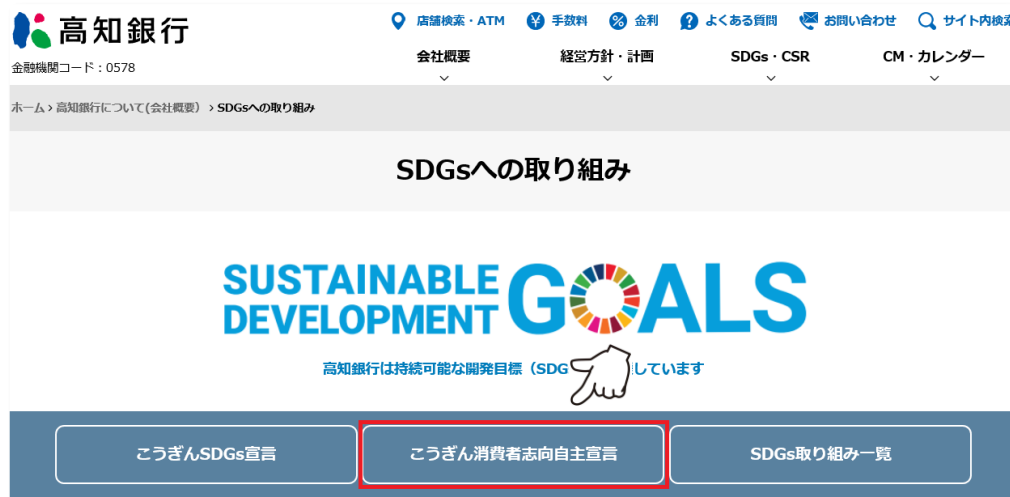 高知銀行
店舗検索・ATM 手数料 金利 よくある質問 お問い合わせ サイト内検索
金融機関コード：0578
会社概要 経営方針・計画 SDGs・CSR CM・カレンダー
ホーム › 高知銀行について(会社概要) › SDGsへの取り組み
SDGsへの取り組み
SUSTAINABLE
DEVELOPMENT
GOALS
高知銀行は持続可能な開発目標（SDG しています
こうぎんSDGs宣言 こうぎん消費者志向自主宣言 SDGs取り組み一覧